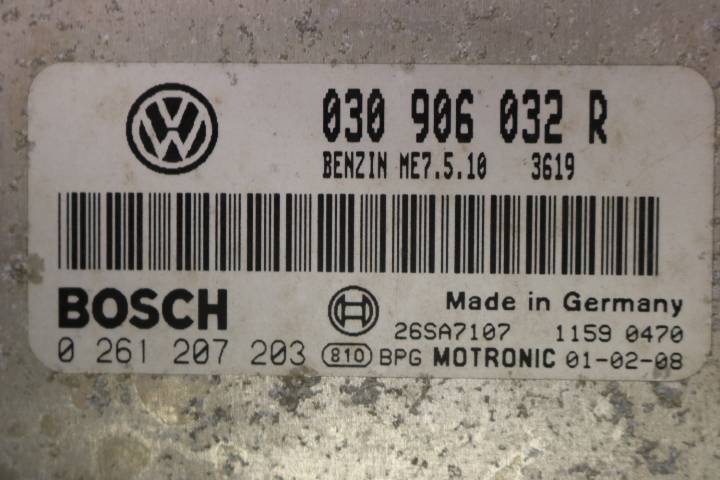 030 906 032 R
BENZIN ME7.5.10 3619
BOSCH
Made in Germany
26SA7107 1159 0470
0 261 207 203 810 BPG MOTRONIC 01-02-08